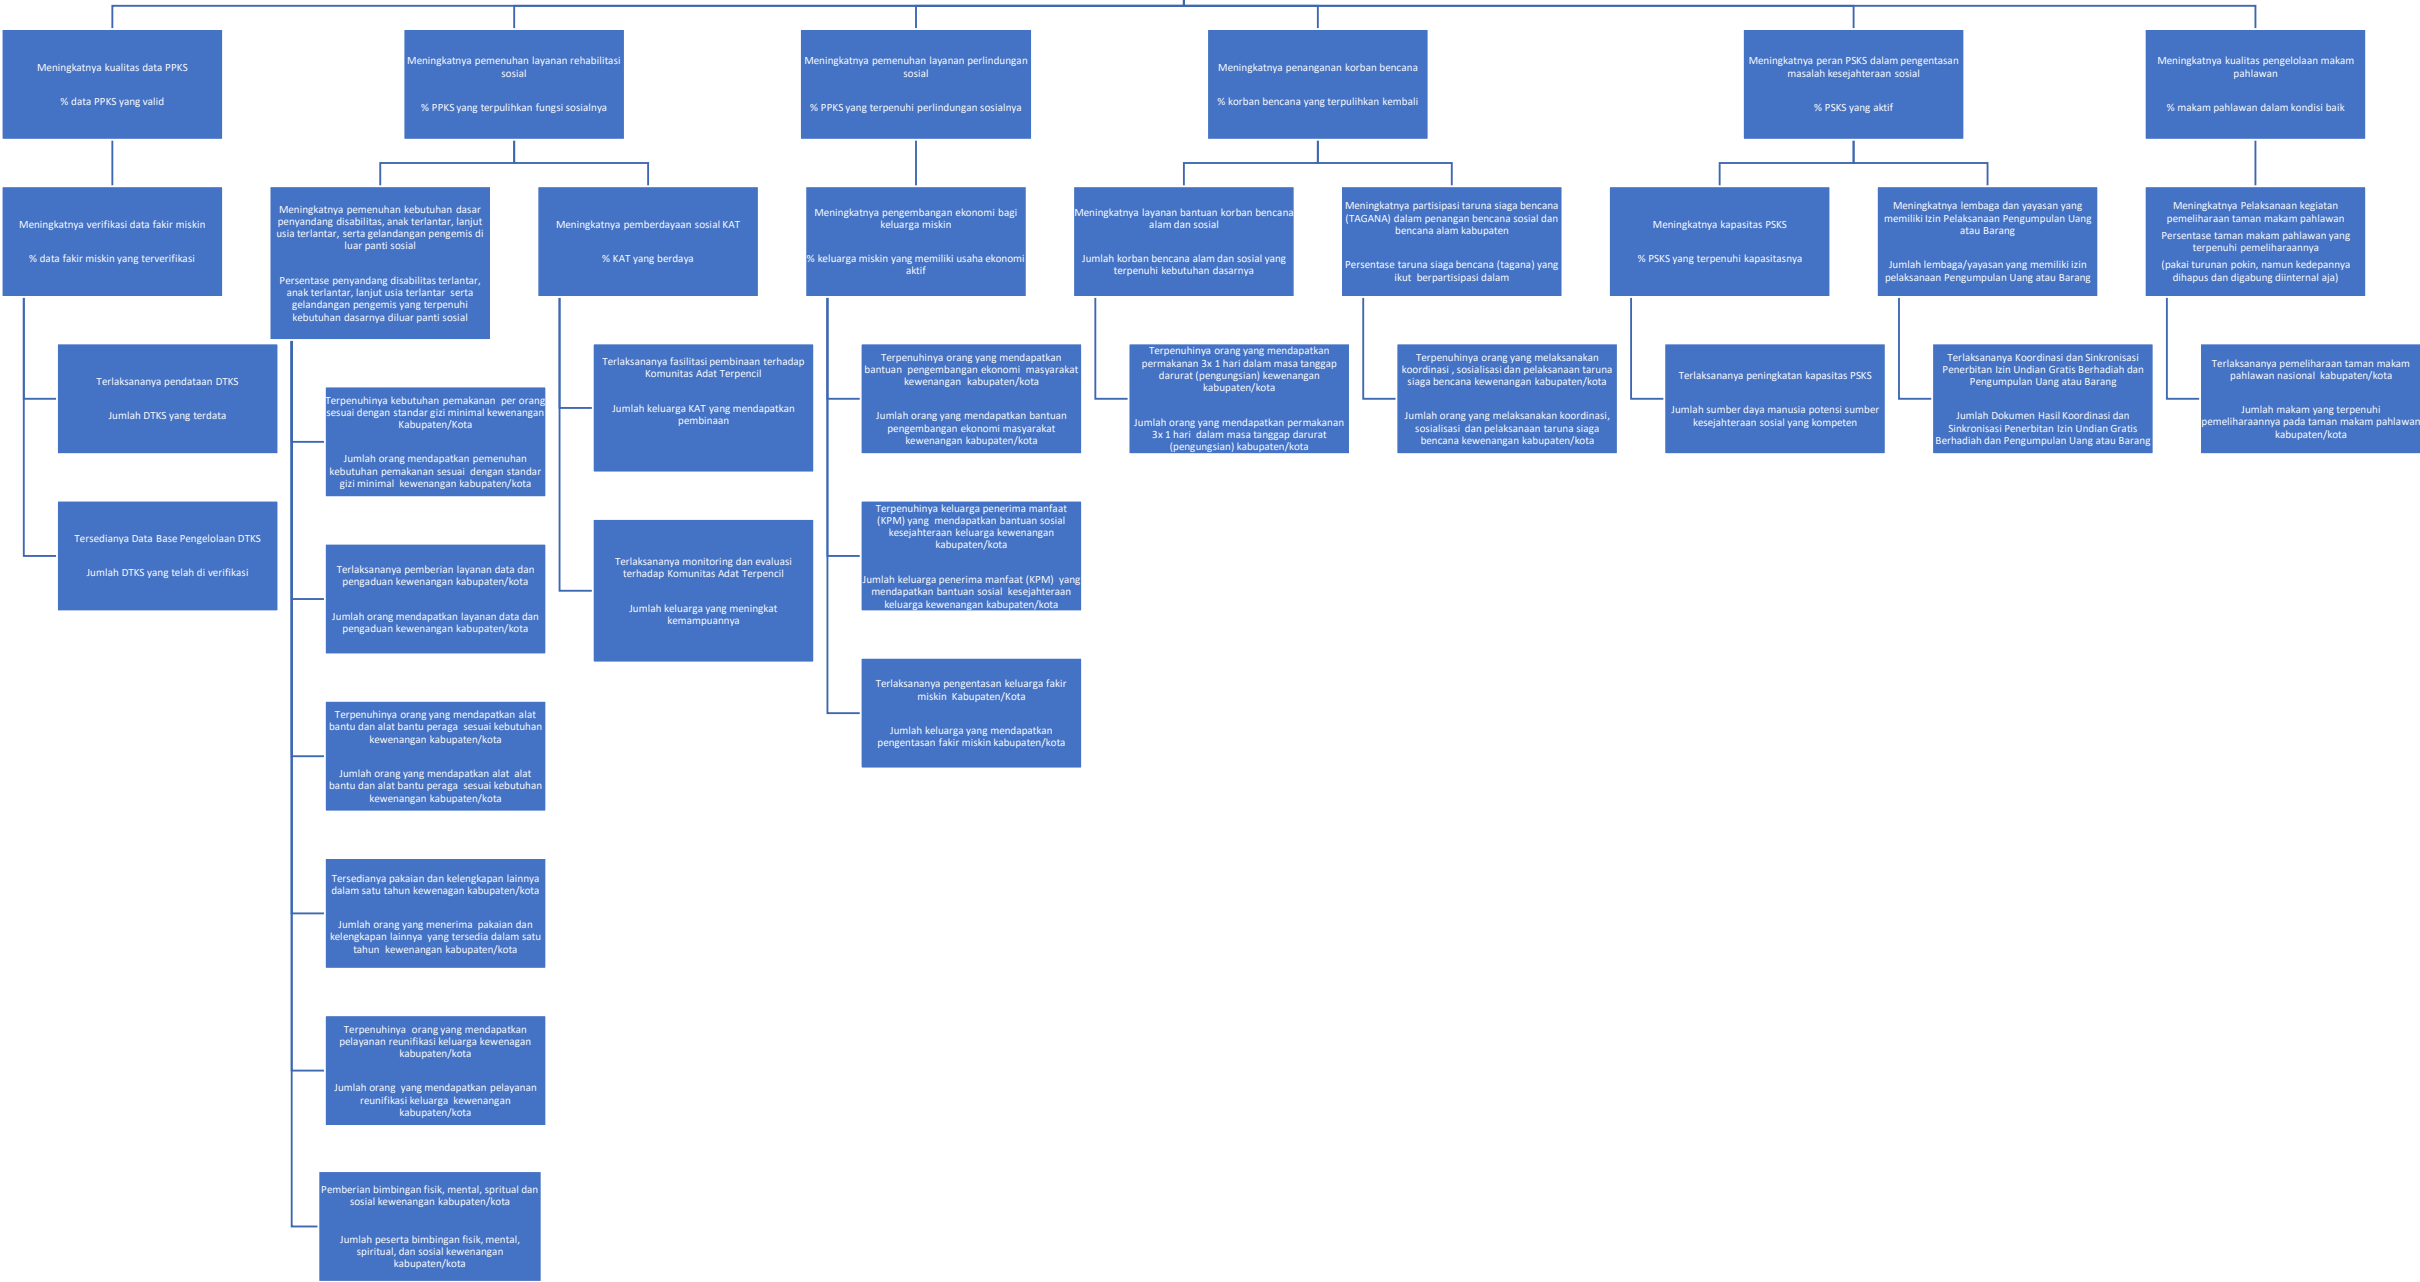 Meningkatnya kualitas data PPKS
% data PPKS yang valid
Meningkatnya pemenuhan layanan rehabilitasi
sosial
% PPKS yang terpulihkan fungsi sosialnya
Meningkatnya pemenuhan layanan perlindungan
sosial
% PPKS yang terpenuhi perlindungan sosialnya
Meningkatnya penanganan korban bencana
% korban bencana yang terpulihkan kembali
Meningkatnya peran PSKS dalam pengentasan
masalah kesejahteraan sosial
% PSKS yang aktif
Meningkatnya kualitas pengelolaan makam
pahlawan
% makam pahlawan dalam kondisi baik
Meningkatnya verifikasi data fakir miskin
% data fakir miskin yang terverifikasi
Meningkatnya pemenuhan kebutuhan dasar
penyandang disabilitas, anak terlantar, lanjut
usia terlantar, serta gelandangan pengemis di
luar panti sosial
Persentase penyandang disabilitas terlantar,
anak terlantar, lanjut usia terlantar  serta
gelandangan pengemis yang terpenuhi
kebutuhan dasarnya diluar panti sosial
Meningkatnya pemberdayaan sosial KAT
% KAT yang berdaya
Meningkatnya pengembangan ekonomi bagi
keluarga miskin
% keluarga miskin yang memiliki usaha ekonomi
aktif
Meningkatnya layanan bantuan korban bencana
alam dan sosial
Jumlah korban bencana alam dan sosial yang
terpenuhi kebutuhan dasarnya
Meningkatnya partisipasi taruna siaga bencana
(TAGANA) dalam penangan bencana sosial dan
bencana alam kabupaten
Persentase taruna siaga bencana (tagana) yang
ikut  berpartisipasi dalam
Meningkatnya kapasitas PSKS
% PSKS yang terpenuhi kapasitasnya
Meningkatnya lembaga dan yayasan yang
memiliki Izin Pelaksanaan Pengumpulan Uang
atau Barang
Jumlah lembaga/yayasan yang memiliki izin
pelaksanaan Pengumpulan Uang atau Barang
Meningkatnya Pelaksanaan kegiatan
pemeliharaan taman makam pahlawan
Persentase taman makam pahlawan yang
terpenuhi pemeliharaannya
(pakai turunan pokin, namun kedepannya
dihapus dan digabung diinternal aja)
Terlaksananya pendataan DTKS
Jumlah DTKS yang terdata
Tersedianya Data Base Pengelolaan DTKS
Jumlah DTKS yang telah di verifikasi
Terpenuhinya kebutuhan pemakanan  per orang
sesuai dengan standar gizi minimal kewenangan
Kabupaten/Kota
Jumlah orang mendapatkan pemenuhan
kebutuhan pemakanan sesuai  dengan standar
gizi minimal  kewenangan kabupaten/kota
Terlaksananya pemberian layanan data dan
pengaduan kewenangan kabupaten/kota
Jumlah orang mendapatkan layanan data dan
pengaduan kewenangan kabupaten/kota
Terpenuhinya orang yang mendapatkan alat
bantu dan alat bantu peraga  sesuai kebutuhan
kewenangan kabupaten/kota
Jumlah orang yang mendapatkan alat  alat
bantu dan alat bantu peraga  sesuai kebutuhan
kewenangan kabupaten/kota
Tersedianya pakaian dan kelengkapan lainnya
dalam satu tahun kewenagan kabupaten/kota
Jumlah orang yang menerima  pakaian dan
kelengkapan lainnya  yang tersedia dalam satu
tahun  kewenangan kabupaten/kota
Terpenuhinya  orang yang mendapatkan
pelayanan reunifikasi keluarga kewenagan
kabupaten/kota
Jumlah orang  yang mendapatkan pelayanan
reunifikasi keluarga  kewenangan
kabupaten/kota
Pemberian bimbingan fisik, mental, spritual dan
sosial kewenangan kabupaten/kota
Jumlah peserta bimbingan fisik, mental,
spiritual, dan sosial kewenangan
kabupaten/kota
Terlaksananya fasilitasi pembinaan terhadap
Komunitas Adat Terpencil
Jumlah keluarga KAT yang mendapatkan
pembinaan
Terlaksananya monitoring dan evaluasi
terhadap Komunitas Adat Terpencil
Jumlah keluarga yang meningkat
kemampuannya
Terpenuhinya orang yang mendapatkan
bantuan  pengembangan ekonomi  masyarakat
kewenangan  kabupaten/kota
Jumlah orang yang mendapatkan bantuan
pengembangan ekonomi masyarakat
kewenangan kabupaten/kota
Terpenuhinya keluarga penerima manfaat
(KPM) yang  mendapatkan bantuan sosial
kesejahteraan keluarga kewenangan
kabupaten/kota
Jumlah keluarga penerima manfaat (KPM)  yang
mendapatkan bantuan sosial  kesejahteraan
keluarga kewenangan kabupaten/kota
Terlaksananya pengentasan keluarga fakir
miskin  Kabupaten/Kota
Jumlah keluarga yang mendapatkan
pengentasan fakir miskin kabupaten/kota
Terpenuhinya orang yang mendapatkan
permakanan 3x 1 hari dalam masa tanggap
darurat (pengungsian) kewenangan
kabupaten/kota
Jumlah orang yang mendapatkan permakanan
3x 1 hari  dalam masa tanggap darurat
(pengungsian) kabupaten/kota
Terpenuhinya orang yang melaksanakan
koordinasi , sosialisasi dan pelaksanaan taruna
siaga bencana kewenangan kabupaten/kota
Jumlah orang yang melaksanakan koordinasi,
sosialisasi  dan pelaksanaan taruna siaga
bencana kewenangan kabupaten/kota
Terlaksananya peningkatan kapasitas PSKS
Jumlah sumber daya manusia potensi sumber
kesejahteraan sosial yang kompeten
Terlaksananya Koordinasi dan Sinkronisasi
Penerbitan Izin Undian Gratis Berhadiah dan
Pengumpulan Uang atau Barang
Jumlah Dokumen Hasil Koordinasi dan
Sinkronisasi Penerbitan Izin Undian Gratis
Berhadiah dan Pengumpulan Uang atau Barang
Terlaksananya pemeliharaan taman makam
pahlawan nasional  kabupaten/kota
Jumlah makam yang terpenuhi
pemeliharaannya pada taman makam pahlawan
kabupaten/kota